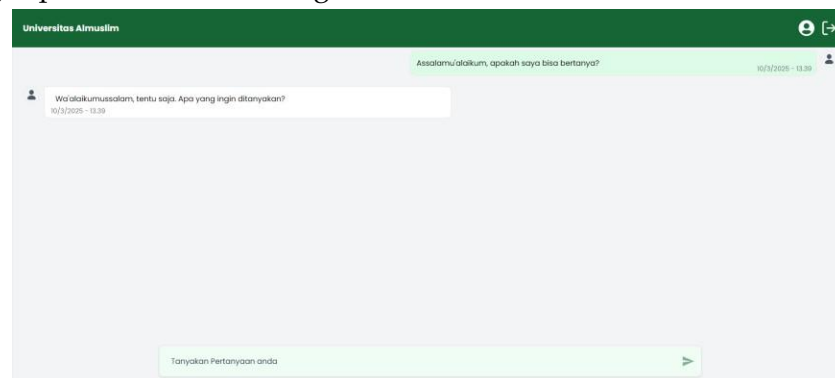 Universitas Almuslim
Assalamu'alaikum, apakah saya bisa bertanya?
10/3/2025 - 13.39
Wa'alaikumussalam, tentu saja. Apa yang ingin ditanyakan?
10/3/2025 - 13.39
Tanyakan Pertanyaan anda